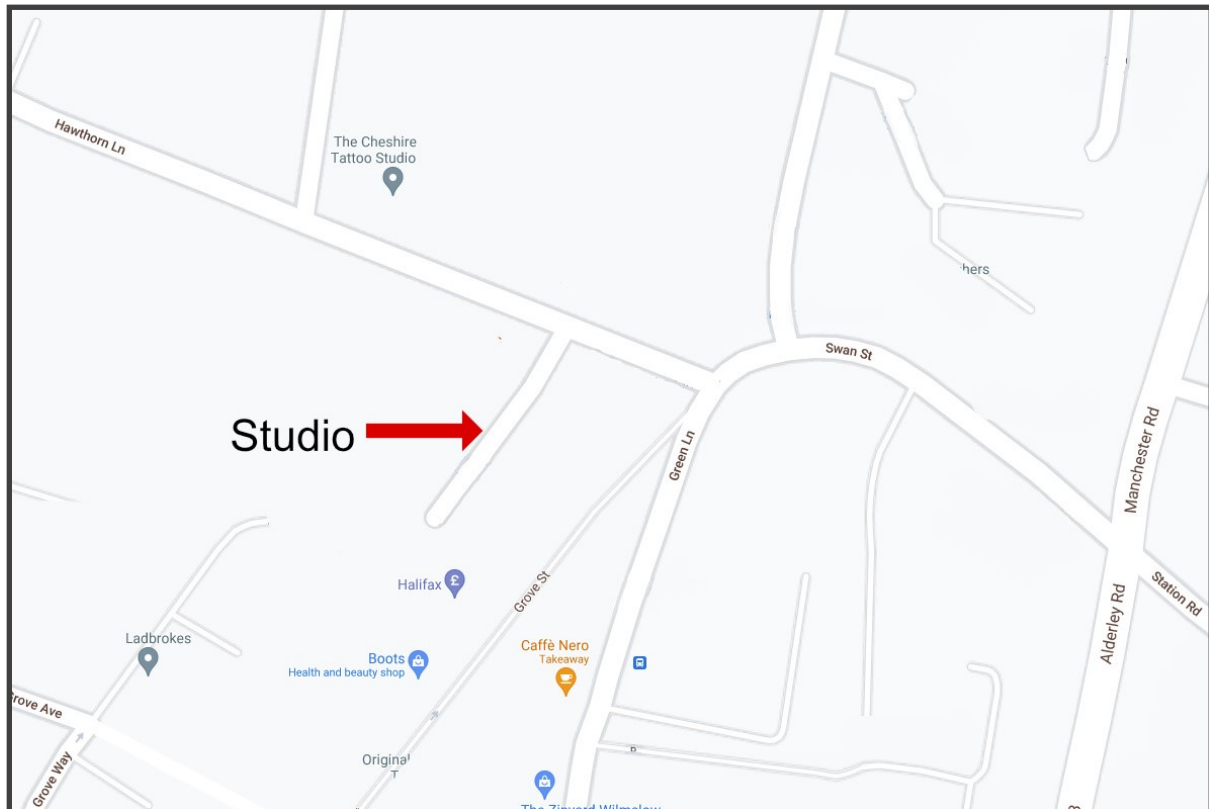 Hawthorn Ln
The Cheshire
Tattoo Studio
hers
Swan St
Studio
Green Ln
Manchester Rd
Halifax £
Grove St
Station Rd
Alderley Rd
Ladbrokes
Boots
Health and beauty shop
Caffè Nero
Takeaway
Grove Ave
Grove Way
Original
T